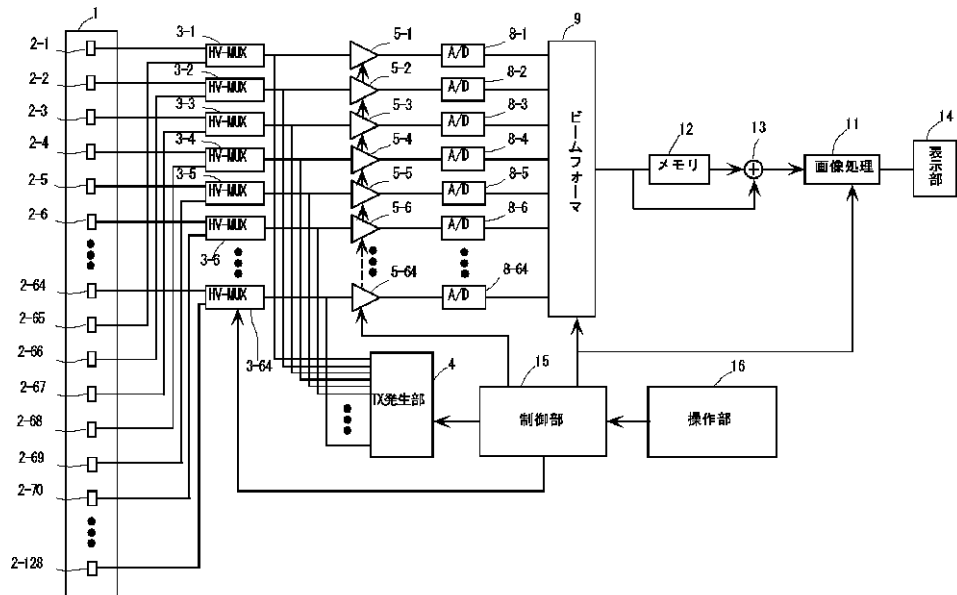 1
2-1
2-2
2-3
2-4
2-5
2-6
2-64
2-65
2-66
2-67
2-68
2-69
2-70
2-128
3-1
HV-MUX
3-2
HV-MUX
3-3
HV-MUX
3-4
HV-MUX
3-5
HV-MUX
HV-MUX
3-6
HV-MUX
3-64
5-1
5-2
5-3
5-4
5-5
5-6
5-64
A/D
8-1
A/D
8-2
A/D
8-3
A/D
8-4
A/D
8-5
A/D
8-6
A/D
8-64
9
ビームフォーマ
12
メモリ
13
11
画像処理
14
表示部
4
TX発生部
15
制御部
16
操作部